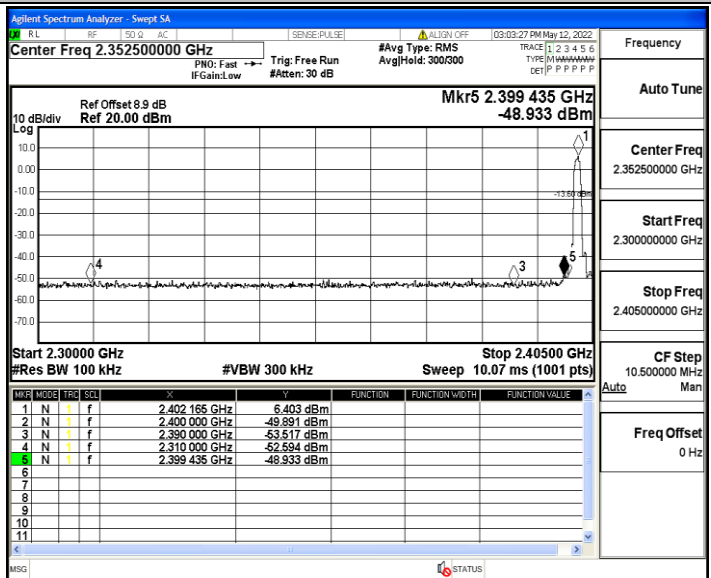 Agilent Spectrum Analyzer - Swept SA
LXI RL RF 50 Ω AC SENSE:PULSE ALIGN OFF 03:03:27 PM May 12, 2022
Center Freq 2.352500000 GHz
PNO: Fast
IFGain:Low
Trig: Free Run
#Atten: 30 dB
#Avg Type: RMS
Avg|Hold: 300/300
TRACE 1 2 3 4 5 6
TYPE M WWWWW
DET P P P P P P
Frequency
Ref Offset 8.9 dB
10 dB/div Ref 20.00 dBm
Log
Mkr5 2.399 435 GHz
-48.933 dBm
10.0
0.00
-10.0
-20.0
-30.0
-40.0
-50.0
-60.0
-70.0
1
-13.60 dBm
4
3
5
Start 2.30000 GHz
Stop 2.40500 GHz
#Res BW 100 kHz #VBW 300 kHz Sweep 10.07 ms (1001 pts)
MKR MODE TRC SCL X Y FUNCTION FUNCTION WIDTH FUNCTION VALUE
1 N 1 f 2.402 165 GHz 6.403 dBm
2 N 1 f 2.400 000 GHz -49.891 dBm
3 N 1 f 2.390 000 GHz -53.517 dBm
4 N 1 f 2.310 000 GHz -52.594 dBm
5 N 1 f 2.399 435 GHz -48.933 dBm
6
7
8
9
10
11
MSG STATUS
Auto Tune
Center Freq
2.352500000 GHz
Start Freq
2.300000000 GHz
Stop Freq
2.405000000 GHz
CF Step
10.500000 MHz
Auto Man
Freq Offset
0 Hz